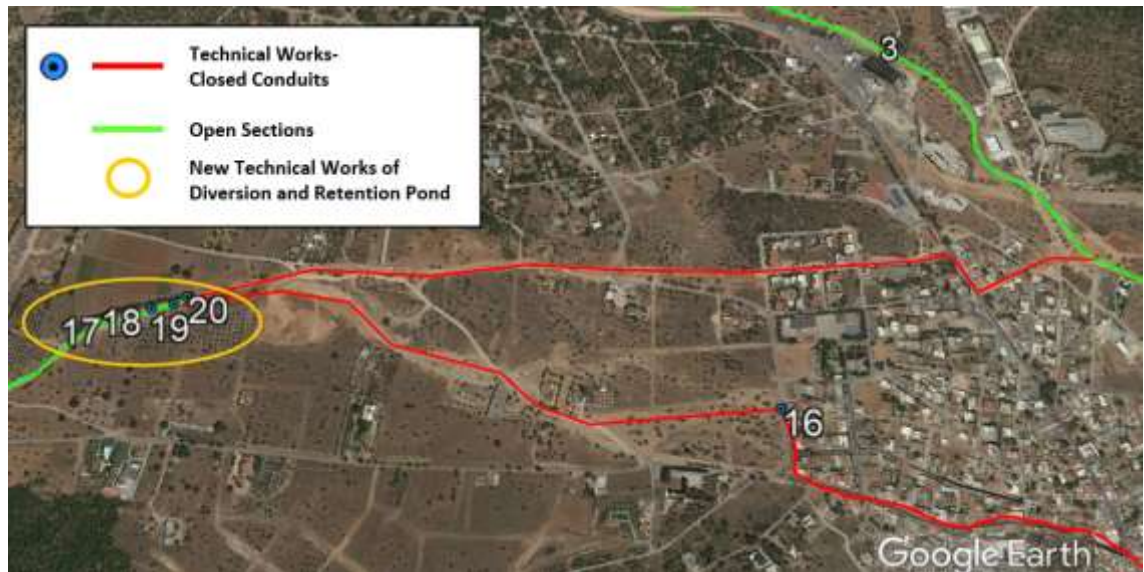 Technical Works-
Closed Conduits
Open Sections
New Technical Works of
Diversion and Retention Pond
3
17 18 19 20
16
Google Earth